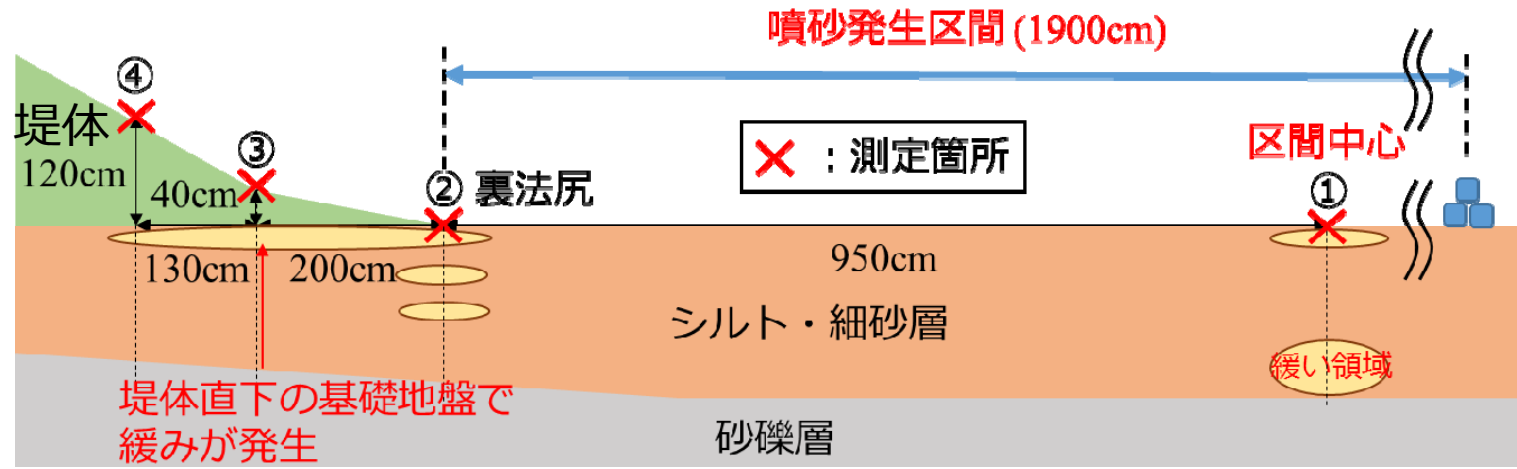 噴砂発生区間 (1900cm)
④
堤体
120cm
③
40cm
② 裏法尻
× :測定箇所
区間中心
①
130cm
200cm
950cm
シルト・細砂層
緩い領域
堤体直下の基礎地盤で
緩みが発生
砂礫層